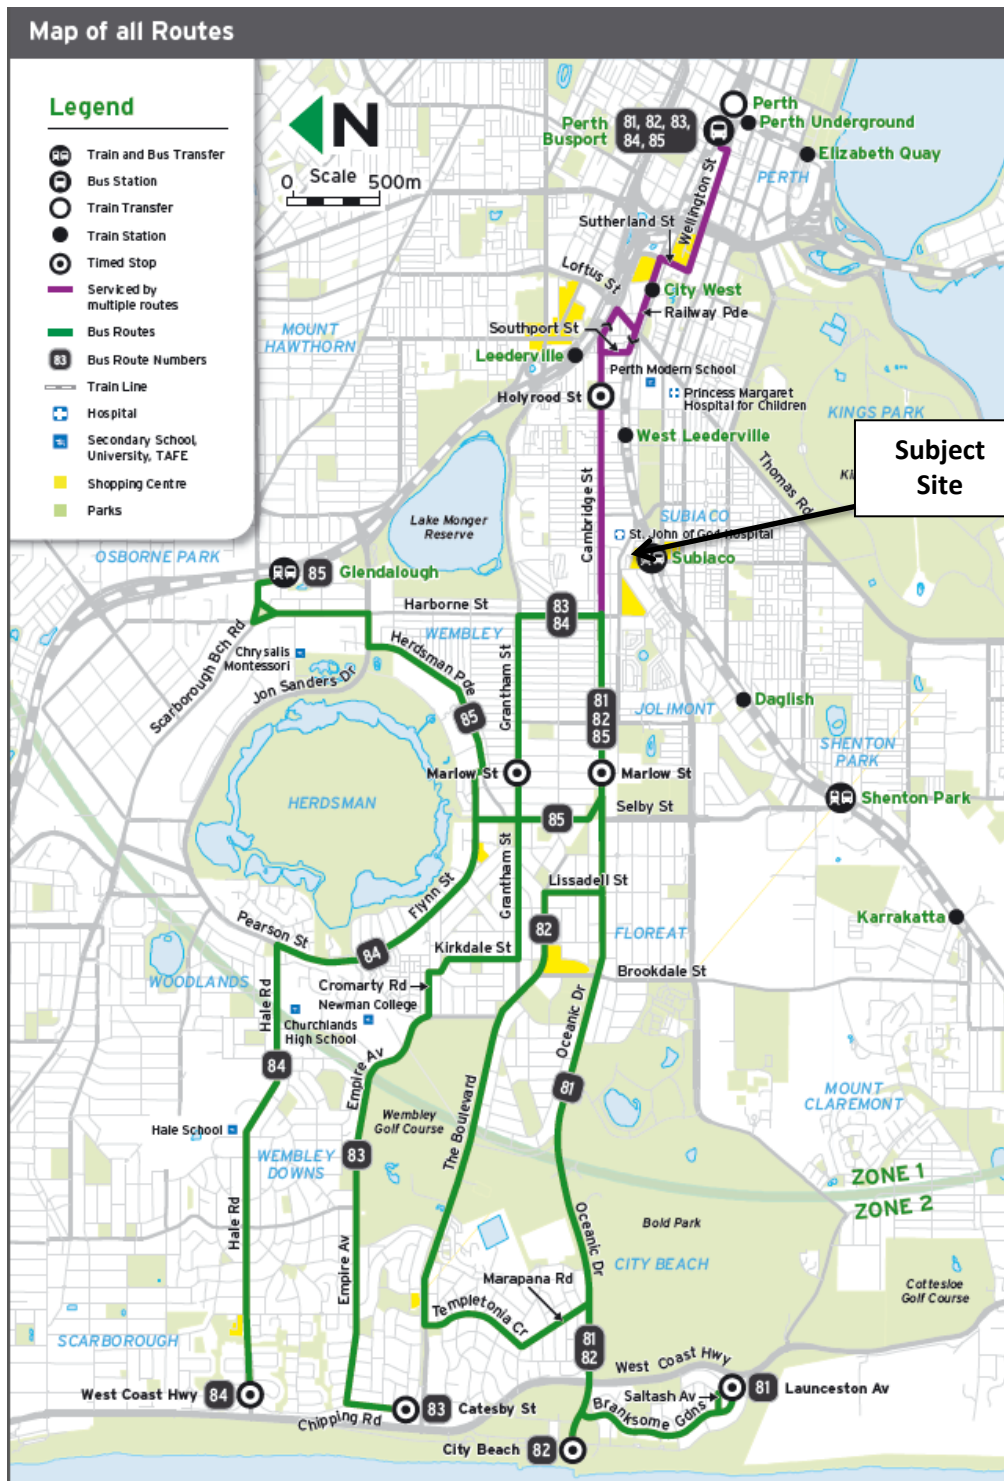 Map of all Routes
Legend
Train and Bus Transfer
Bus Station
Train Transfer
Train Station
Timed Stop
Serviced by
multiple routes
Bus Routes
83
Bus Route Numbers
Train Line
Hospital
Secondary School,
University, TAFE
Shopping Centre
Parks
N
0 Scale 500m
Perth
Busport
81, 82, 83,
84, 85
Perth
Perth Underground
Elizabeth Quay
PERTH
Wellington St
Sutherland St
Loftus St
City West
Railway Pde
Southport St
Leederville
MOUNT
HAWTHORN
Perth Modern School
Princess Margaret
Hospital for Children
Holyrood St
West Leederville
KINGS PARK
Thomas Rd
Subject
Site
Cambridge St
Lake Monger
Reserve
SUBIACO
St. John of God Hospital
Subiaco
OSBORNE PARK
85
Glendalough
Harborne St
83
84
WEMBLEY
Scarborough Bch Rd
Chrysalis
Montessori
Jon Sanders Dr
Herdsman Pde
Grantham St
85
81
82
85
JOLIMONT
Daglish
SHENTON
PARK
Marlow St
Marlow St
HERDSMAN
Shenton Park
Selby St
85
Grantham St
Flynn St
Lissadell St
82
FLOREAT
Karrakatta
Pearson St
84
Kirkdale St
Brookdale St
WOODLANDS
Hale Rd
Cromarty Rd
Newman College
Churchlands
High School
Oceanic Dr
84
Empire Av
81
MOUNT
CLAREMONT
Hale School
Wembley
Golf Course
The Boulevard
WEMBLEY
DOWNS
83
ZONE 1
ZONE 2
Hale Rd
Empire Av
Oceanic Dr
Bold Park
CITY BEACH
Marapana Rd
Templetonia Cr
Cottesloe
Golf Course
SCARBOROUGH
81
82
West Coast Hwy
West Coast Hwy
84
Saltash Av
81
Launceston Av
Branksome Gdns
Chipping Rd
83
Catesby St
City Beach
82